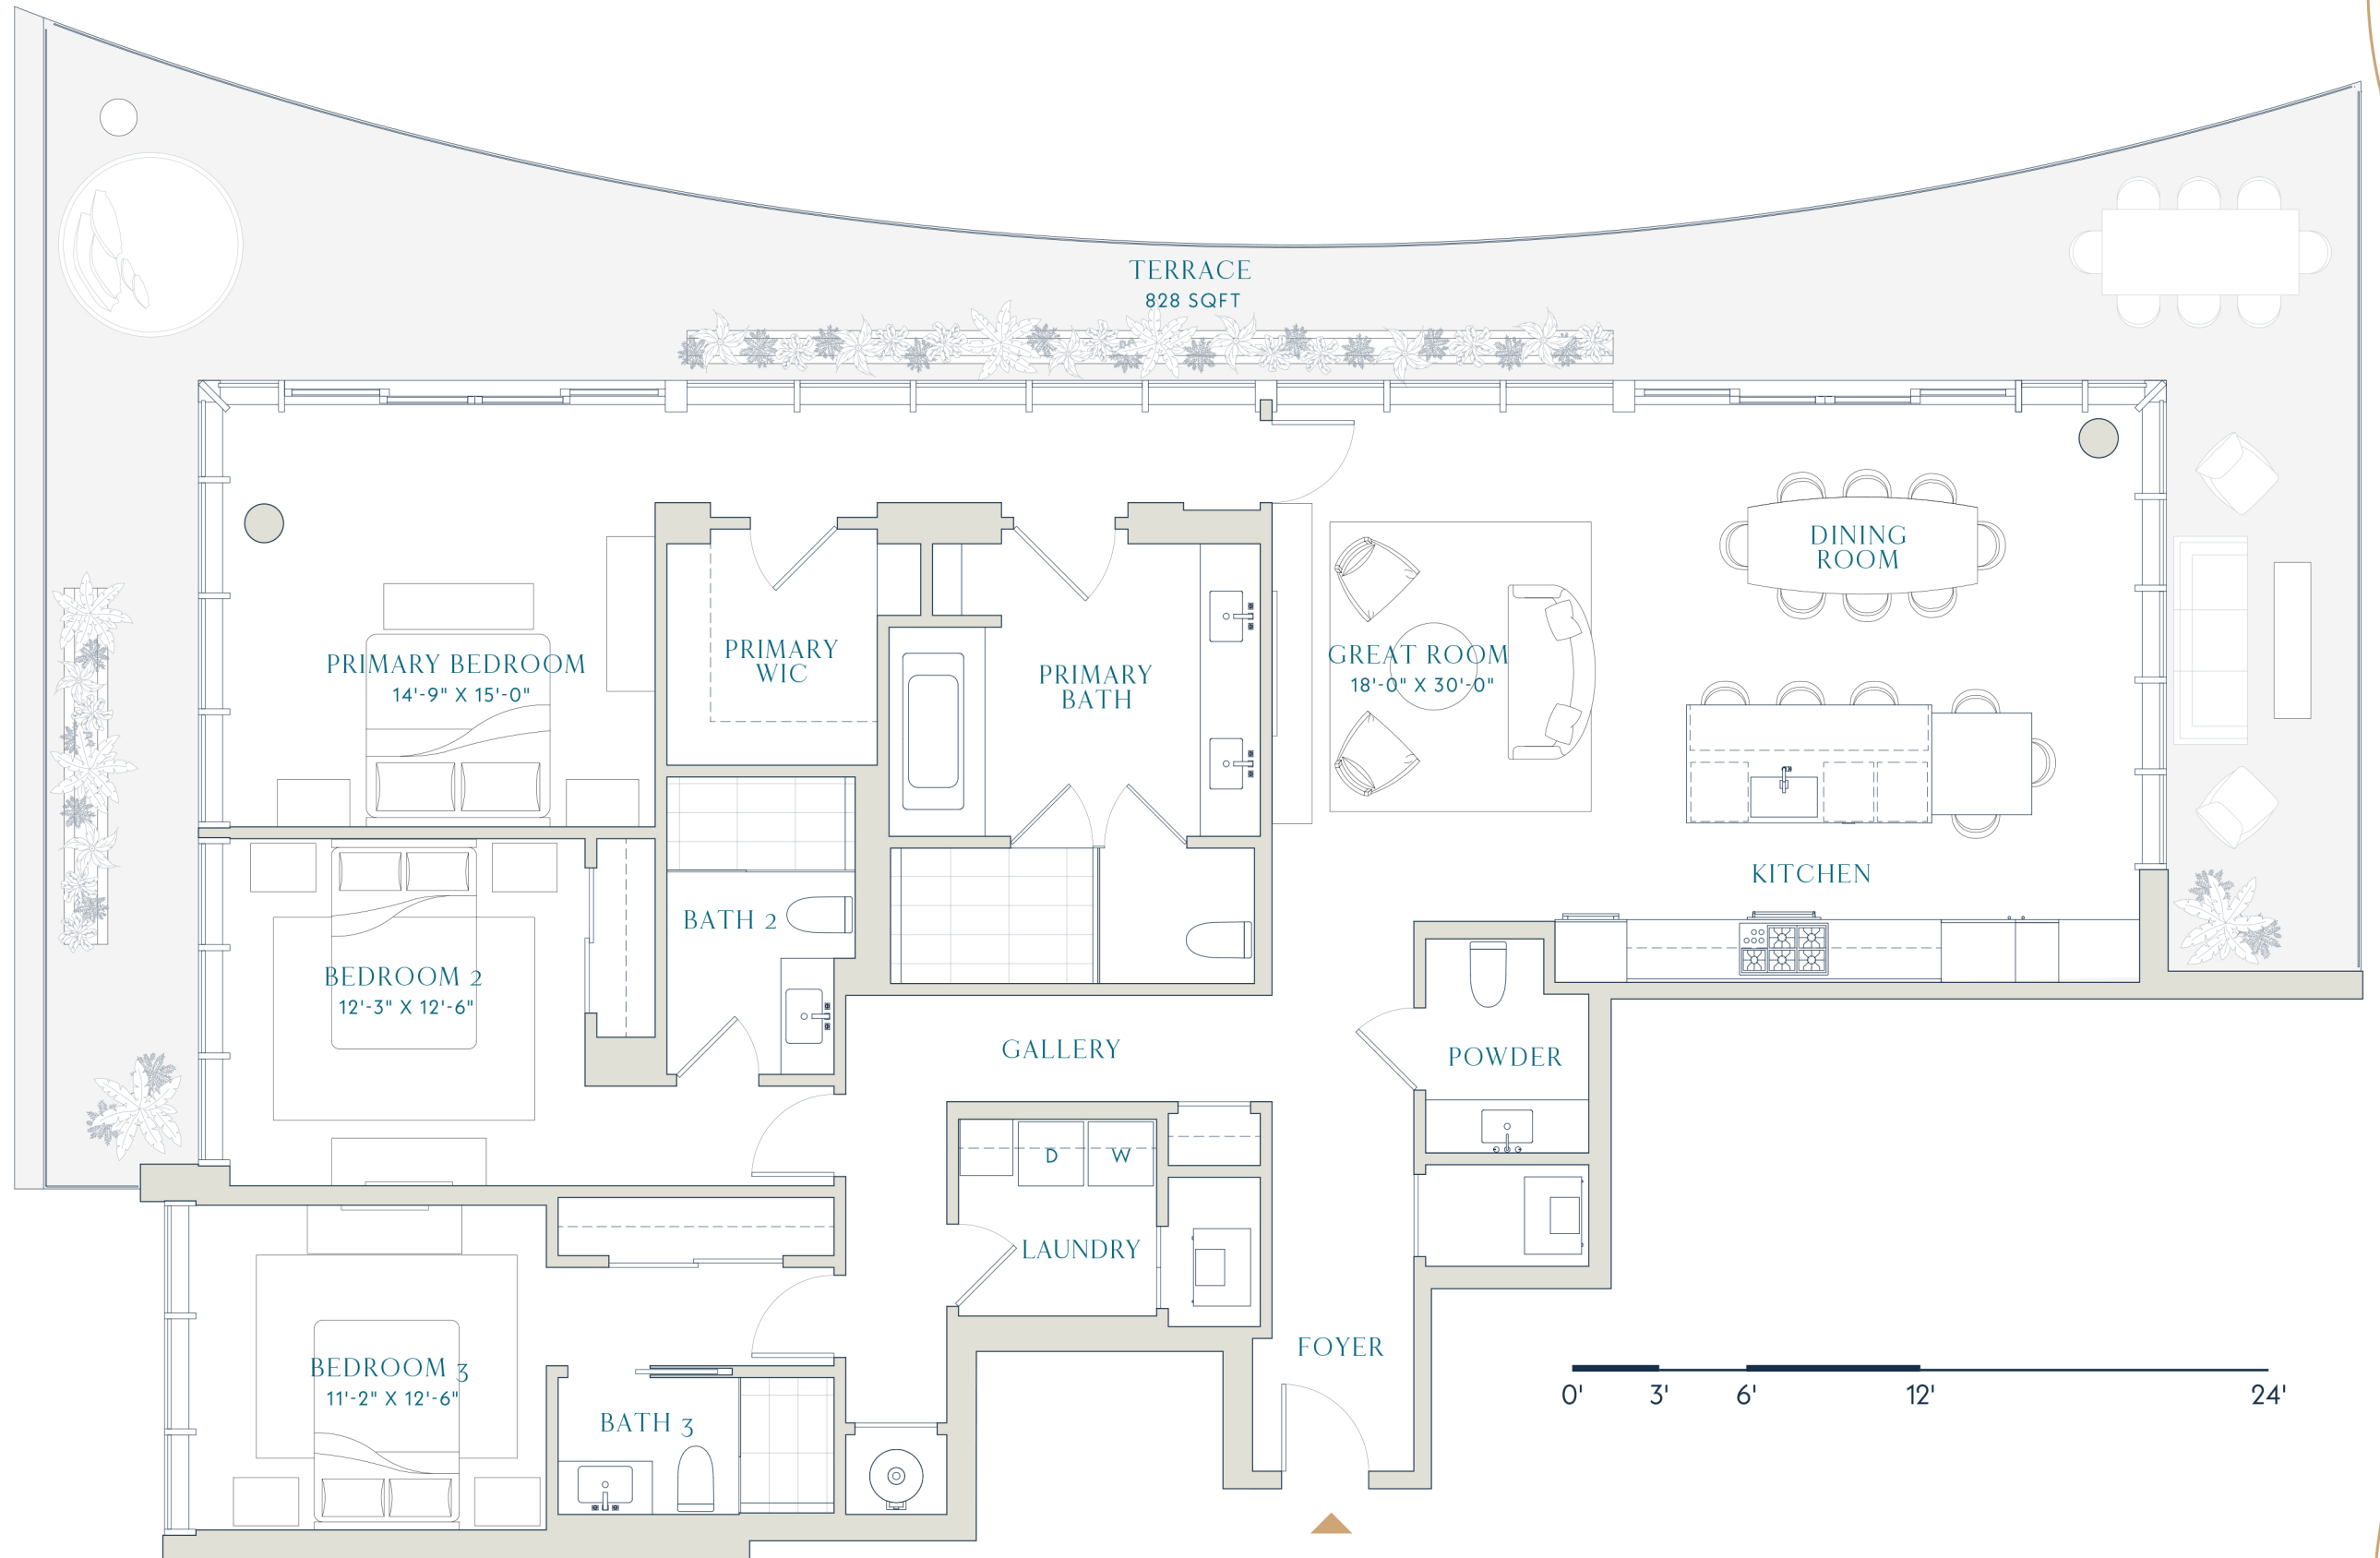 TERRACE
828 SQFT
DINING
ROOM
PRIMARY BEDROOM
14'-9" X 15'-0"
PRIMARY
WIC
PRIMARY
BATH
GREAT ROOM
18'-0" X 30'-0"
KITCHEN
BATH 2
BEDROOM 2
12'-3" X 12'-6"
GALLERY
POWDER
D
W
LAUNDRY
FOYER
BEDROOM 3
11'-2" X 12'-6"
BATH 3
0' 3' 6' 12' 24'